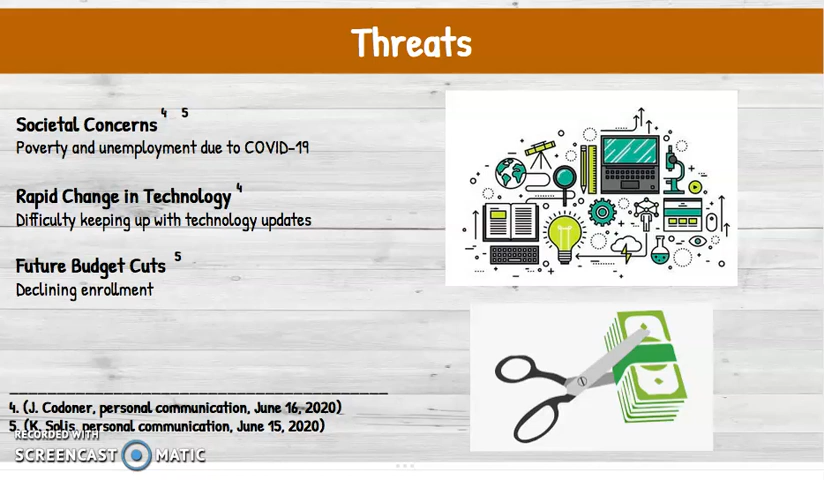 Threats
Societal Concerns 4 5
Poverty and unemployment due to COVID-19
Rapid Change in Technology 4
Difficulty keeping up with technology updates
Future Budget Cuts 5
Declining enrollment
4. (J. Codoner, personal communication, June 16, 2020)
5. (K. Solis, personal communication, June 15, 2020)
RECORDED WITH
SCREENCAST MATIC